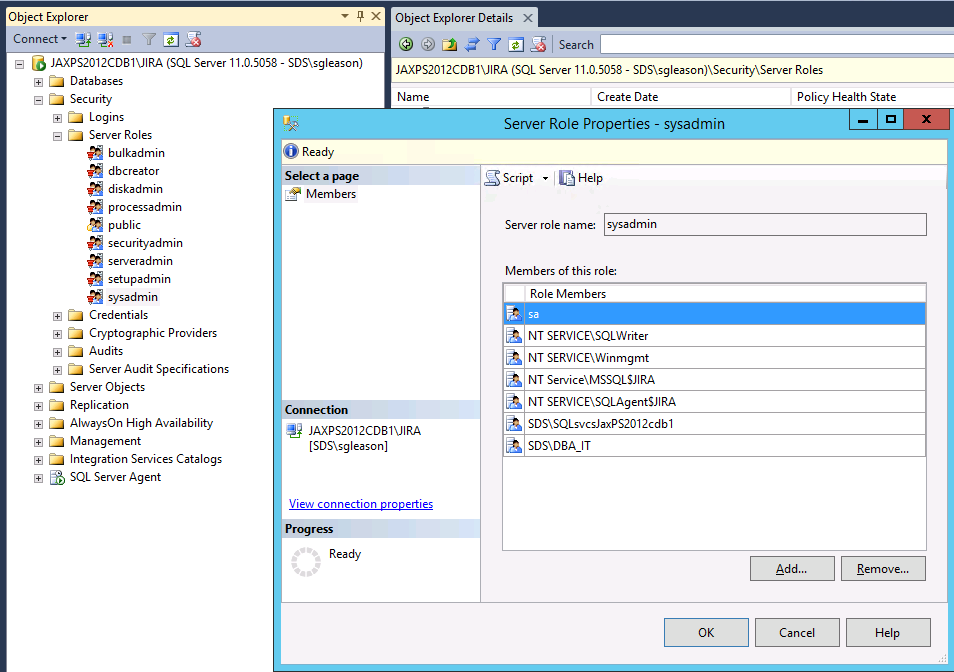 Object Explorer
Connect
JAXPS2012CDB1\JIRA (SQL Server 11.0.5058 - SDS\sgleason)
Databases
Security
Logins
Server Roles
bulkadmin
dbcreator
diskadmin
processadmin
public
securityadmin
serveradmin
setupadmin
sysadmin
Credentials
Cryptographic Providers
Audits
Server Audit Specifications
Server Objects
Replication
AlwaysOn High Availability
Management
Integration Services Catalogs
SQL Server Agent
Object Explorer Details
Search
JAXPS2012CDB1\JIRA (SQL Server 11.0.5058 - SDS\sgleason)\Security\Server Roles
Name Create Date Policy Health State
Server Role Properties - sysadmin
Ready
Select a page
Members
Connection
JAXPS2012CDB1\JIRA
[SDS\sgleason]
View connection properties
Progress
Ready
Script Help
Server role name: sysadmin
Members of this role:
Role Members
sa
NT SERVICE\SQLWriter
NT SERVICE\Winmgmt
NT Service\MSSQL$JIRA
NT SERVICE\SQLAgent$JIRA
SDS\SQLsvcsJaxPS2012cdb1
SDS\DBA_IT
Add... Remove...
OK Cancel Help